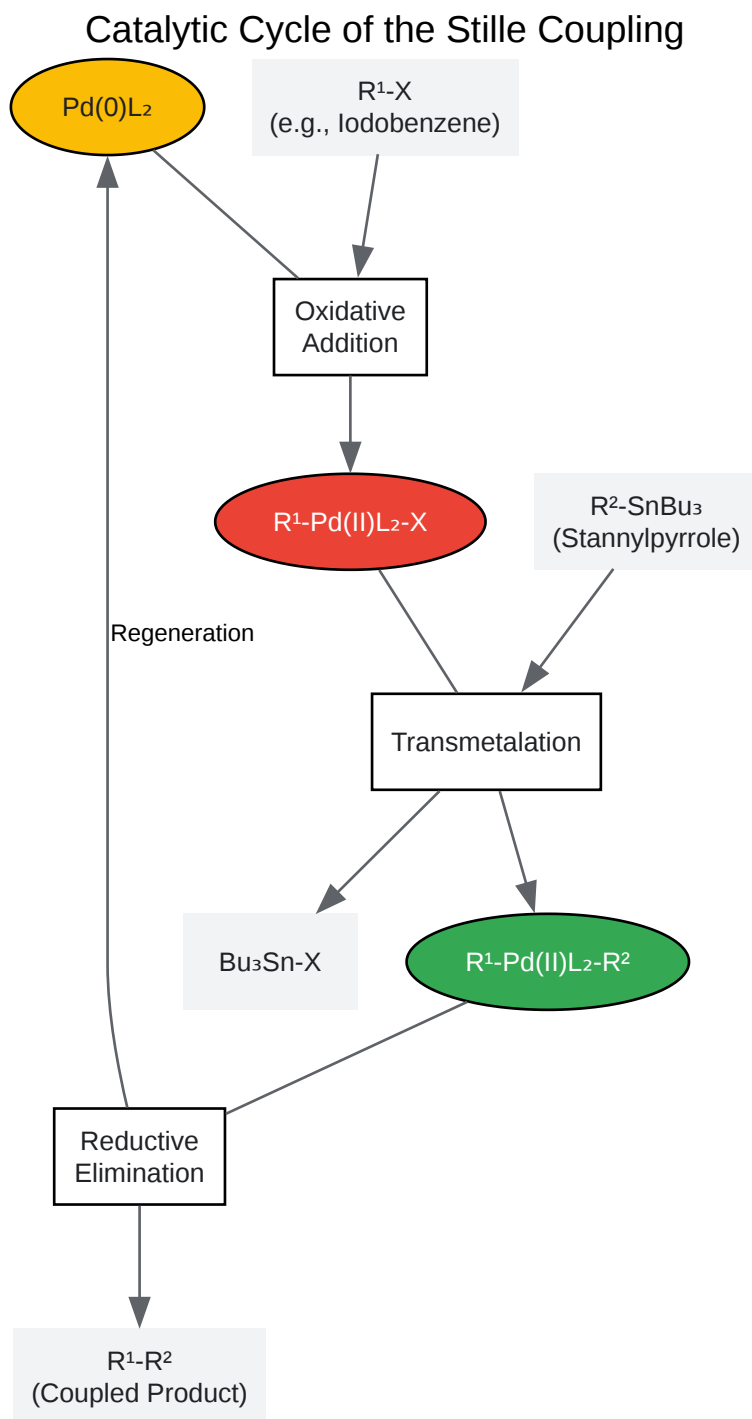 Catalytic Cycle of the Stille Coupling
Pd(0)L₂
R¹-X
(e.g., Iodobenzene)
Oxidative
Addition
R¹-Pd(II)L₂-X
R²-SnBu₃
(Stannylpyrrole)
Regeneration
Transmetalation
Bu₃Sn-X
R¹-Pd(II)L₂-R²
Reductive
Elimination
R¹-R²
(Coupled Product)